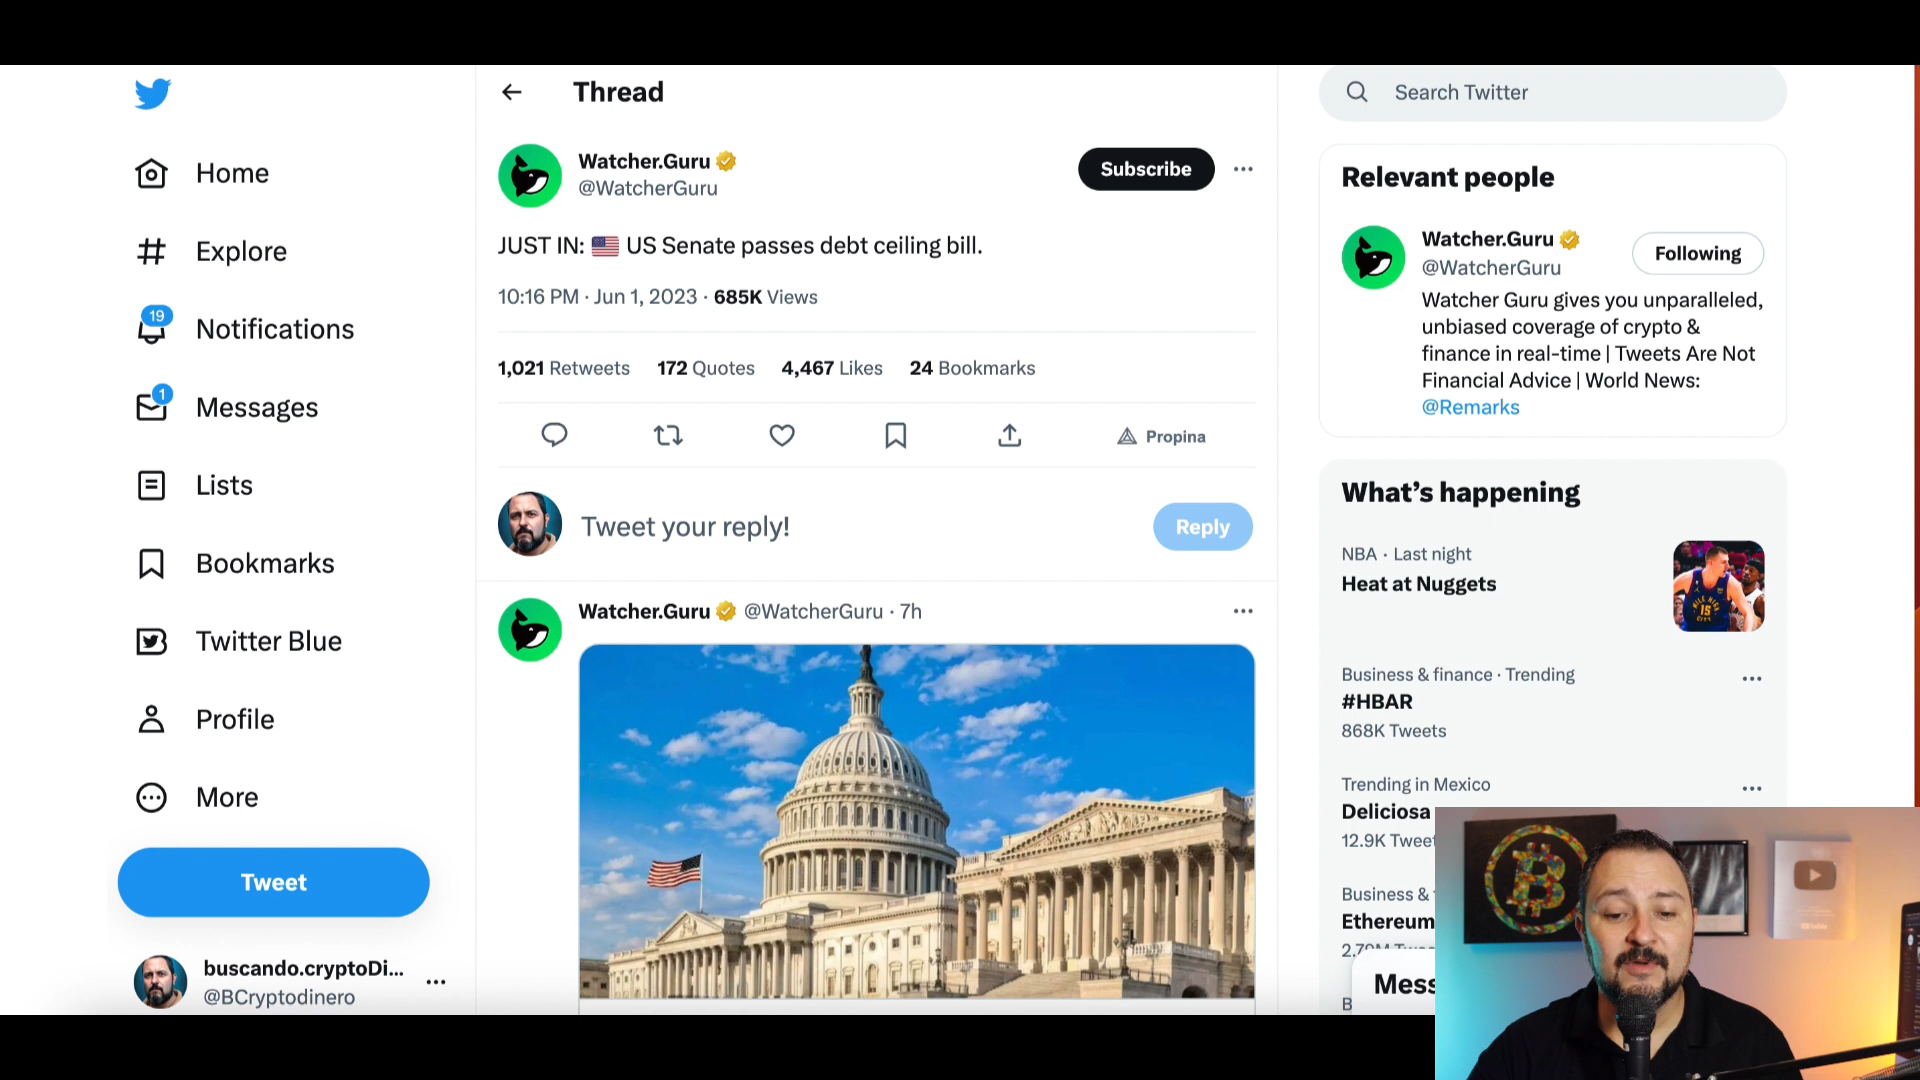 Home
Explore
19
Notifications
1
Messages
Lists
Bookmarks
Twitter Blue
Profile
More
Tweet
buscando.cryptoDi...
@BCryptodinero
Thread
Watcher.Guru
@WatcherGuru
Subscribe
JUST IN: 🇺🇸 US Senate passes debt ceiling bill.
10:16 PM · Jun 1, 2023 · 685K Views
1,021 Retweets 172 Quotes 4,467 Likes 24 Bookmarks
Propina
Tweet your reply!
Reply
Watcher.Guru @WatcherGuru · 7h
Search Twitter
Relevant people
Watcher.Guru
@WatcherGuru
Following
Watcher Guru gives you unparalleled,
unbiased coverage of crypto &
finance in real-time | Tweets Are Not
Financial Advice | World News:
@Remarks
What's happening
NBA · Last night
Heat at Nuggets
Business & finance · Trending
#HBAR
868K Tweets
Trending in Mexico
Deliciosa
12.9K Tweet
Business &
Ethereum
Mess
B